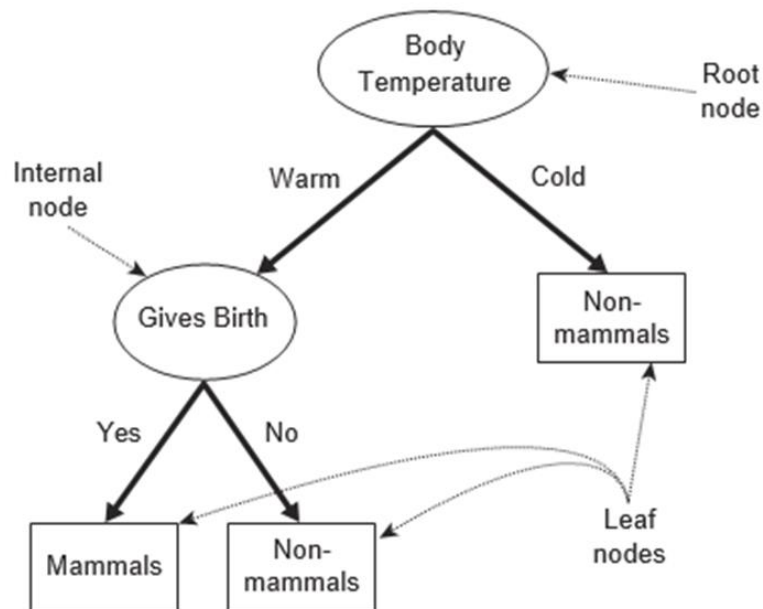 Body
Temperature
Root
node
Warm
Cold
Internal
node
Gives Birth
Non-
mammals
Yes
No
Mammals
Non-
mammals
Leaf
nodes